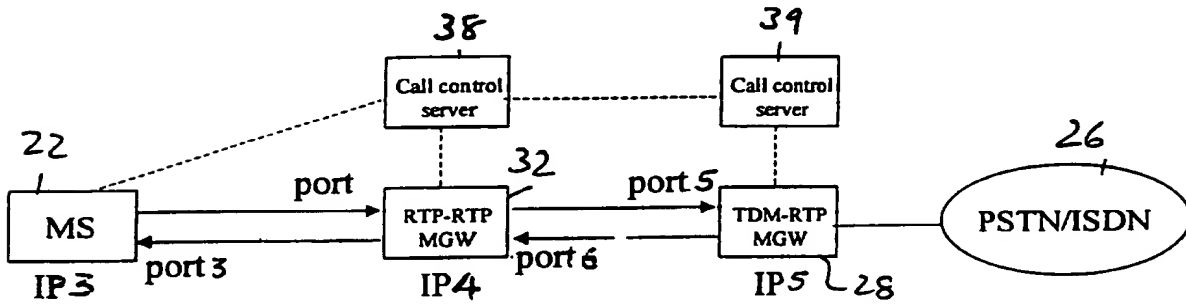 38
39
Call control
server
Call control
server
22
32
26
port
port 5
MS
RTP-RTP
MGW
TDM-RTP
MGW
PSTN/ISDN
port 3
port 6
IP3
IP4
IP5
28